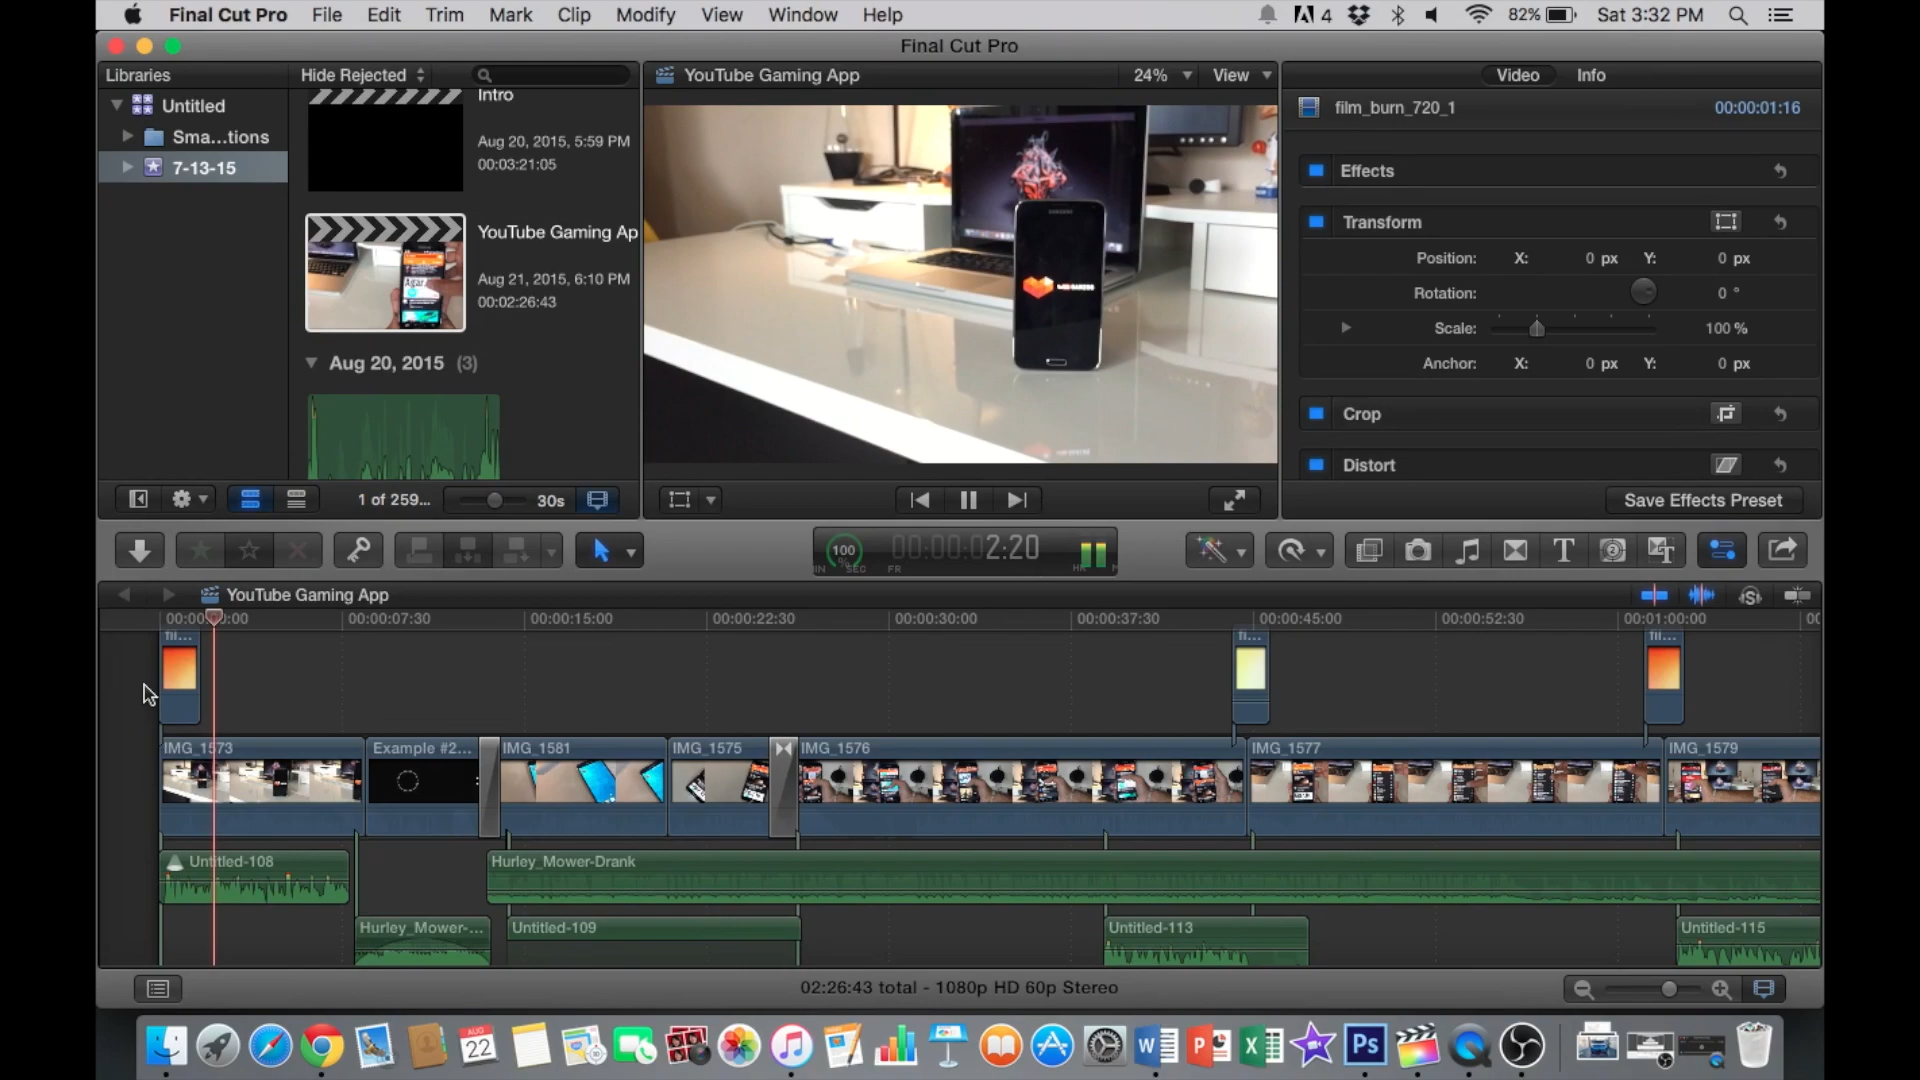 Final Cut Pro File Edit Trim Mark Clip Modify View Window Help
4 82% Sat 3:32 PM
Final Cut Pro
Libraries
Hide Rejected
YouTube Gaming App
24% View
Video Info
Untitled
Sma...tions
7-13-15
Intro
Aug 20, 2015, 5:59 PM
00:03:21:05
YouTube Gaming Ap
Aug 21, 2015, 6:10 PM
00:02:26:43
Aug 20, 2015 (3)
film_burn_720_1 00:00:01:16
Effects
Transform
Position: X: 0 px Y: 0 px
Rotation: 0 °
Scale: 100 %
Anchor: X: 0 px Y: 0 px
Crop
Distort
1 of 259... 30s
Save Effects Preset
100 % 00:00:02:20
SEC FR
YouTube Gaming App
00:00:07:30 00:00:15:00 00:00:22:30 00:00:30:00 00:00:37:30 00:00:45:00 00:00:52:30 00:01:00:00
fil... fi... fil...
IMG_1573 Example #2... IMG_1581 IMG_1575 IMG_1576 IMG_1577 IMG_1579
Untitled-108 Hurley_Mower-Drank
Hurley_Mower-... Untitled-109 Untitled-113 Untitled-115
02:26:43 total - 1080p HD 60p Stereo
AUG
22
W P X Ps